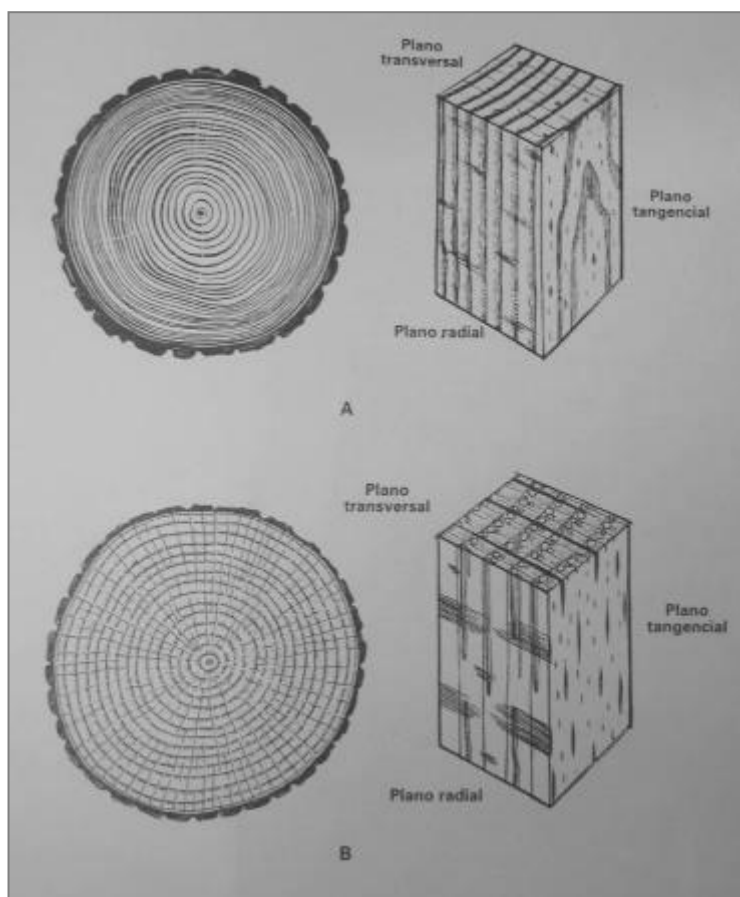 Plano
transversal
Plano
tangencial
Plano radial
A
Plano
transversal
Plano
tangencial
Plano radial
B